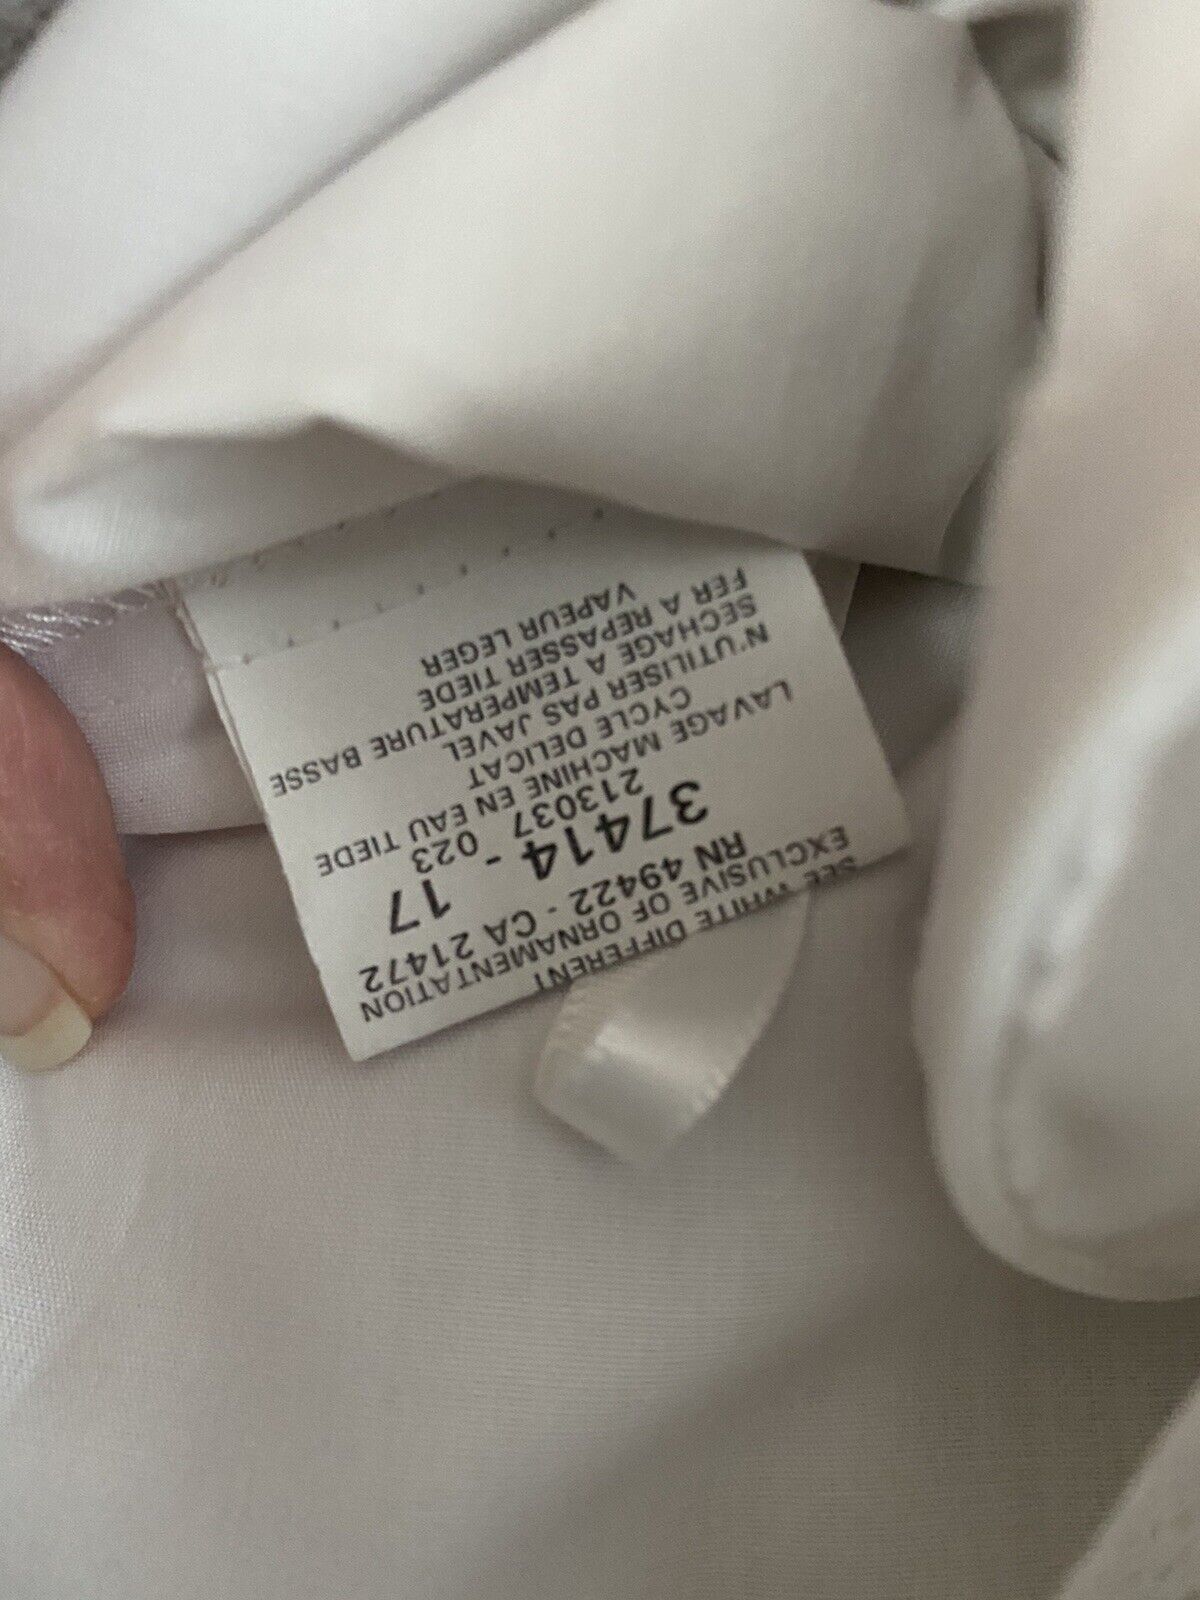 SEE WHITE DIFFERENT
EXCLUSIVE OF ORNAMENTATION
RN 49422 - CA 21472
37414 - 17
213037 023
LAVAGE MACHINE EN EAU TIEDE
CYCLE DELICAT
N'UTILISER PAS JAVEL
SECHAGE A TEMPERATURE BASSE
FER A REPASSER TIEDE
VAPEUR LEGER